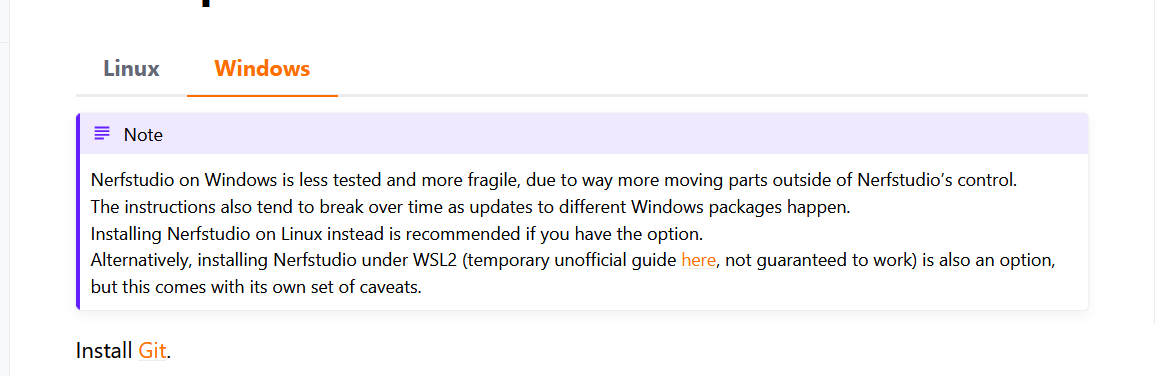 Linux Windows
Note
Nerfstudio on Windows is less tested and more fragile, due to way more moving parts outside of Nerfstudio’s control.
The instructions also tend to break over time as updates to different Windows packages happen.
Installing Nerfstudio on Linux instead is recommended if you have the option.
Alternatively, installing Nerfstudio under WSL2 (temporary unofficial guide here, not guaranteed to work) is also an option,
but this comes with its own set of caveats.
Install Git.